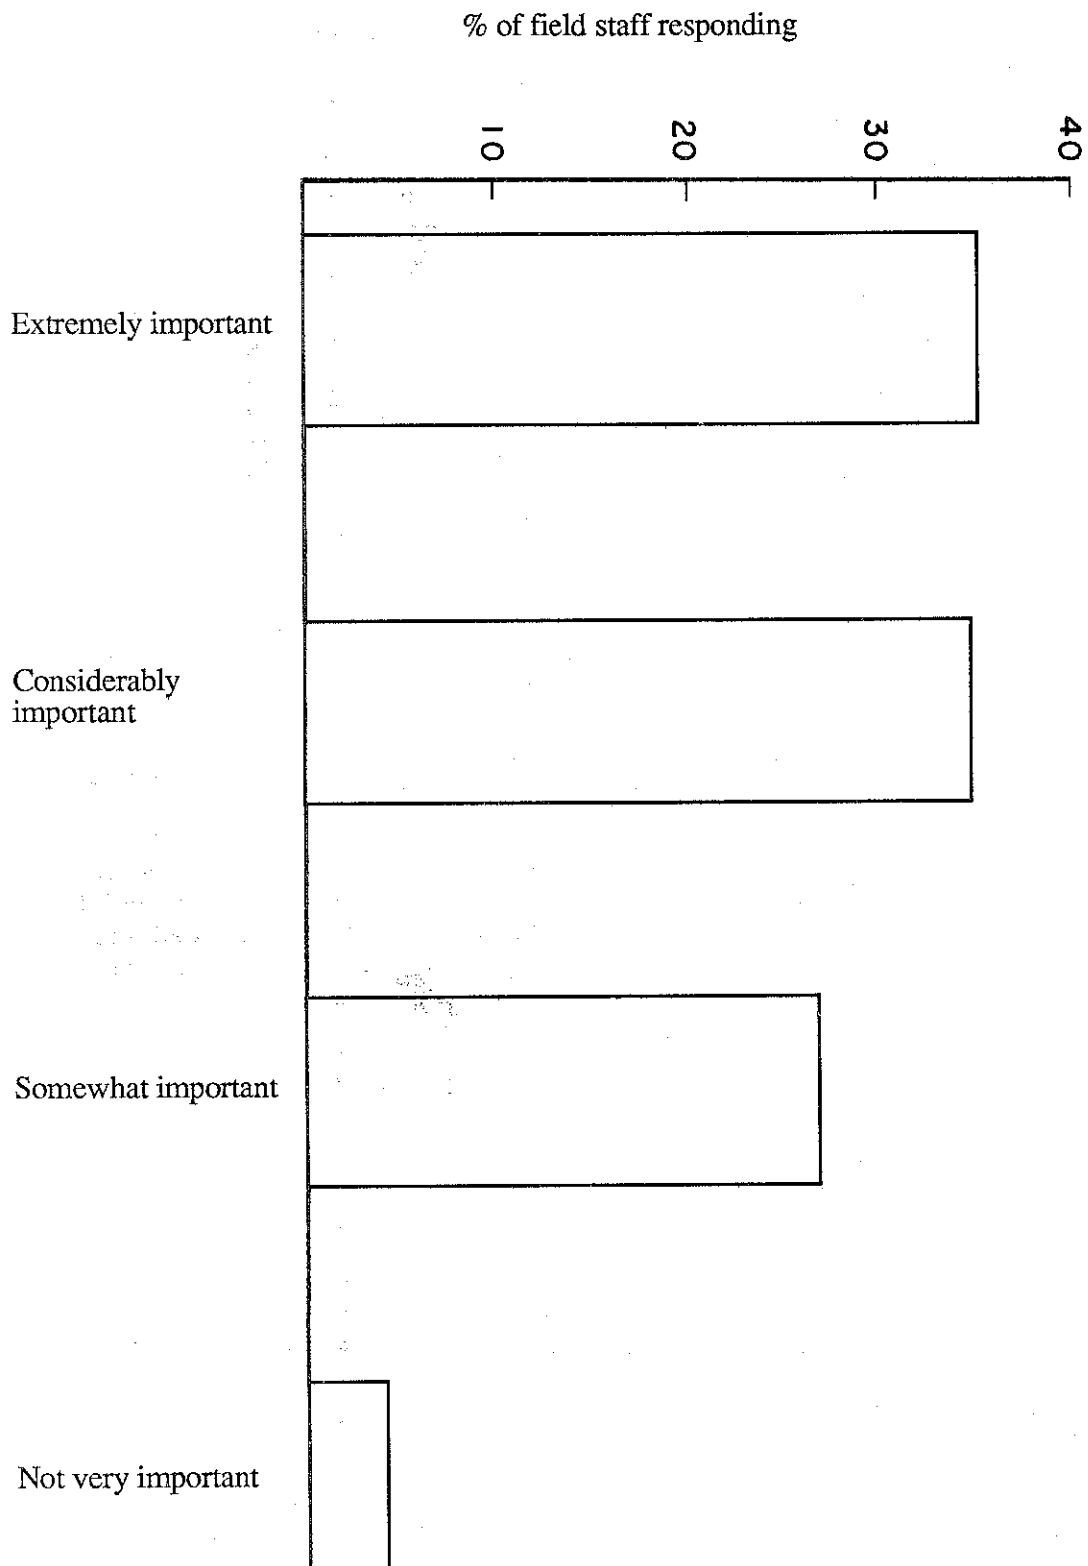 % of field staff responding
10
20
30
40
Extremely important
Considerably
important
Somewhat important
Not very important